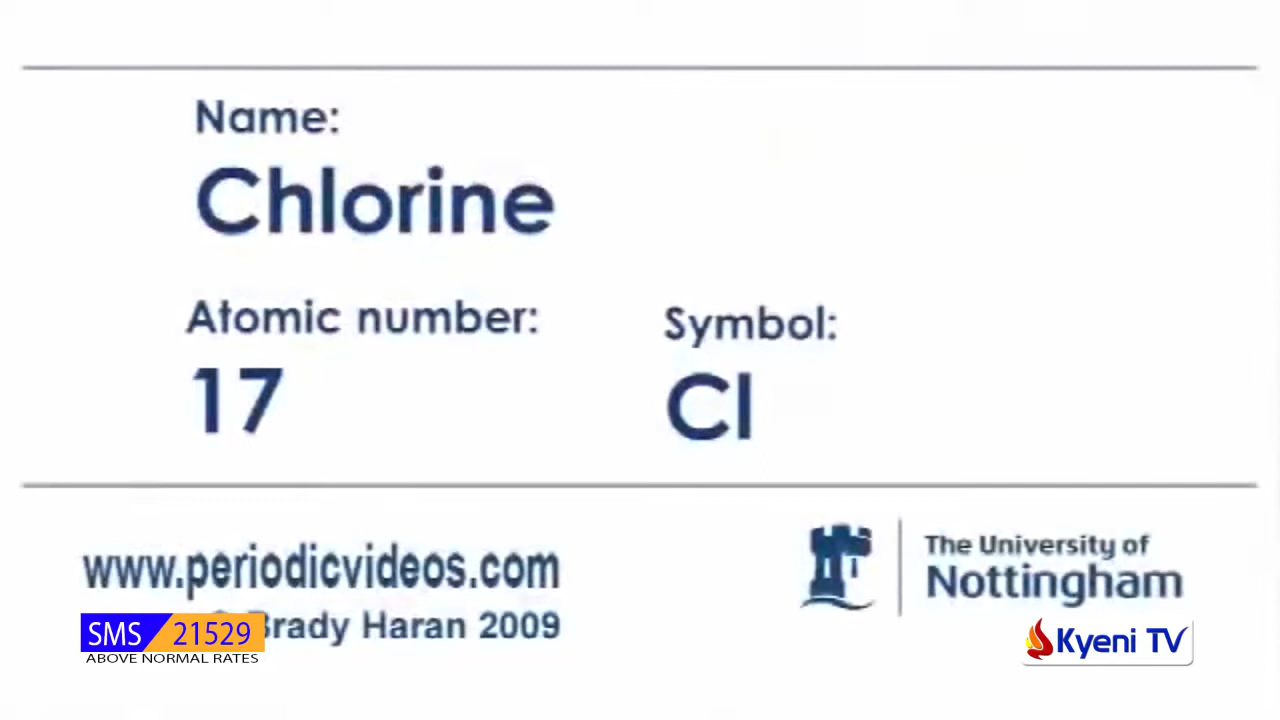 Name:
Chlorine
Atomic number:
17
Symbol:
Cl
www.periodicvideos.com
Brady Haran 2009
The University of
Nottingham
SMS 21529
ABOVE NORMAL RATES
Kyeni TV